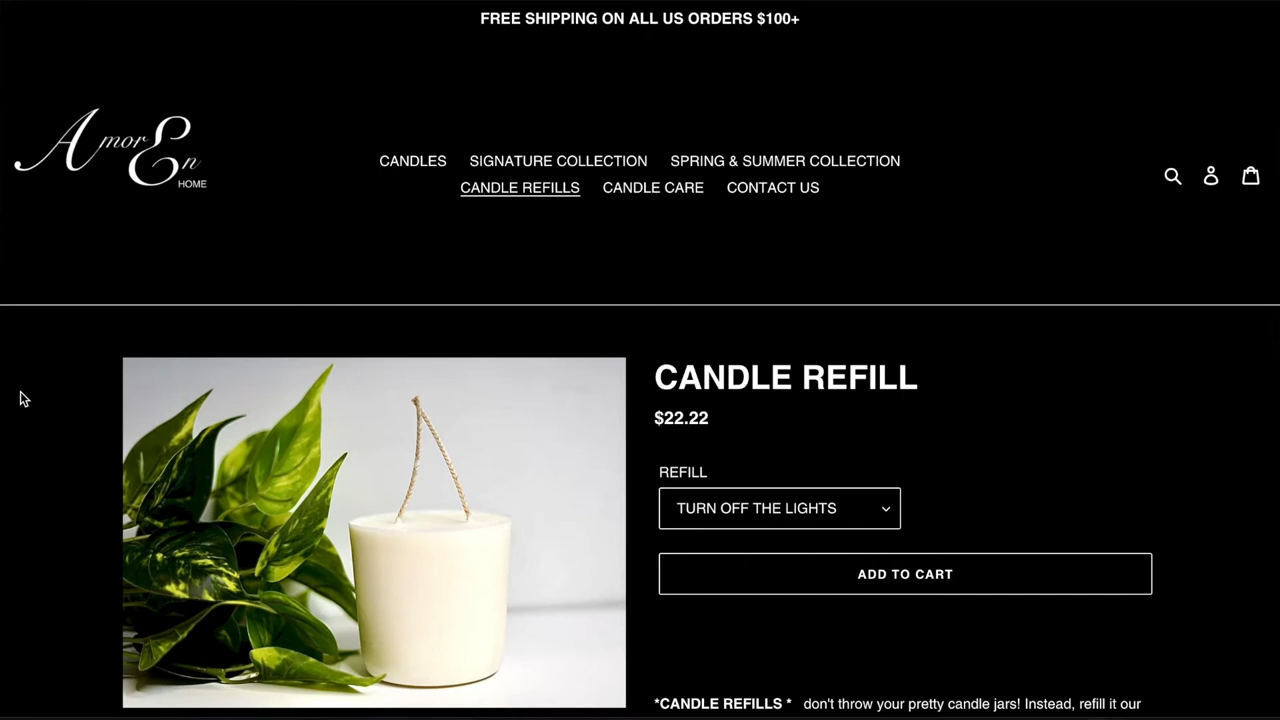 FREE SHIPPING ON ALL US ORDERS $100+
Amor En
HOME
CANDLES SIGNATURE COLLECTION SPRING & SUMMER COLLECTION
CANDLE REFILLS CANDLE CARE CONTACT US
CANDLE REFILL
$22.22
REFILL
TURN OFF THE LIGHTS
ADD TO CART
*CANDLE REFILLS * don't throw your pretty candle jars! Instead, refill it our